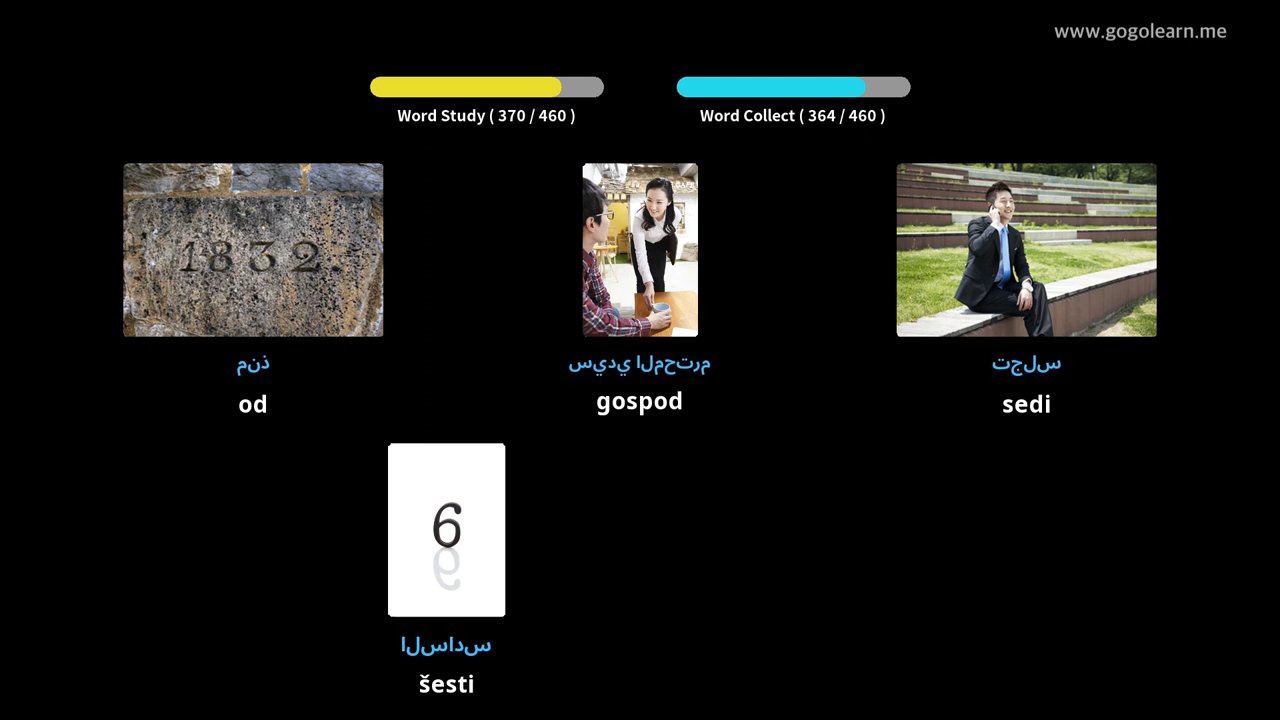 www.gogolearn.me
Word Study ( 370 / 460 )
Word Collect ( 364 / 460 )
1832.
منذ
od
سيدي المحترم
gospod
تجلس
sedi
6
السادس
šesti